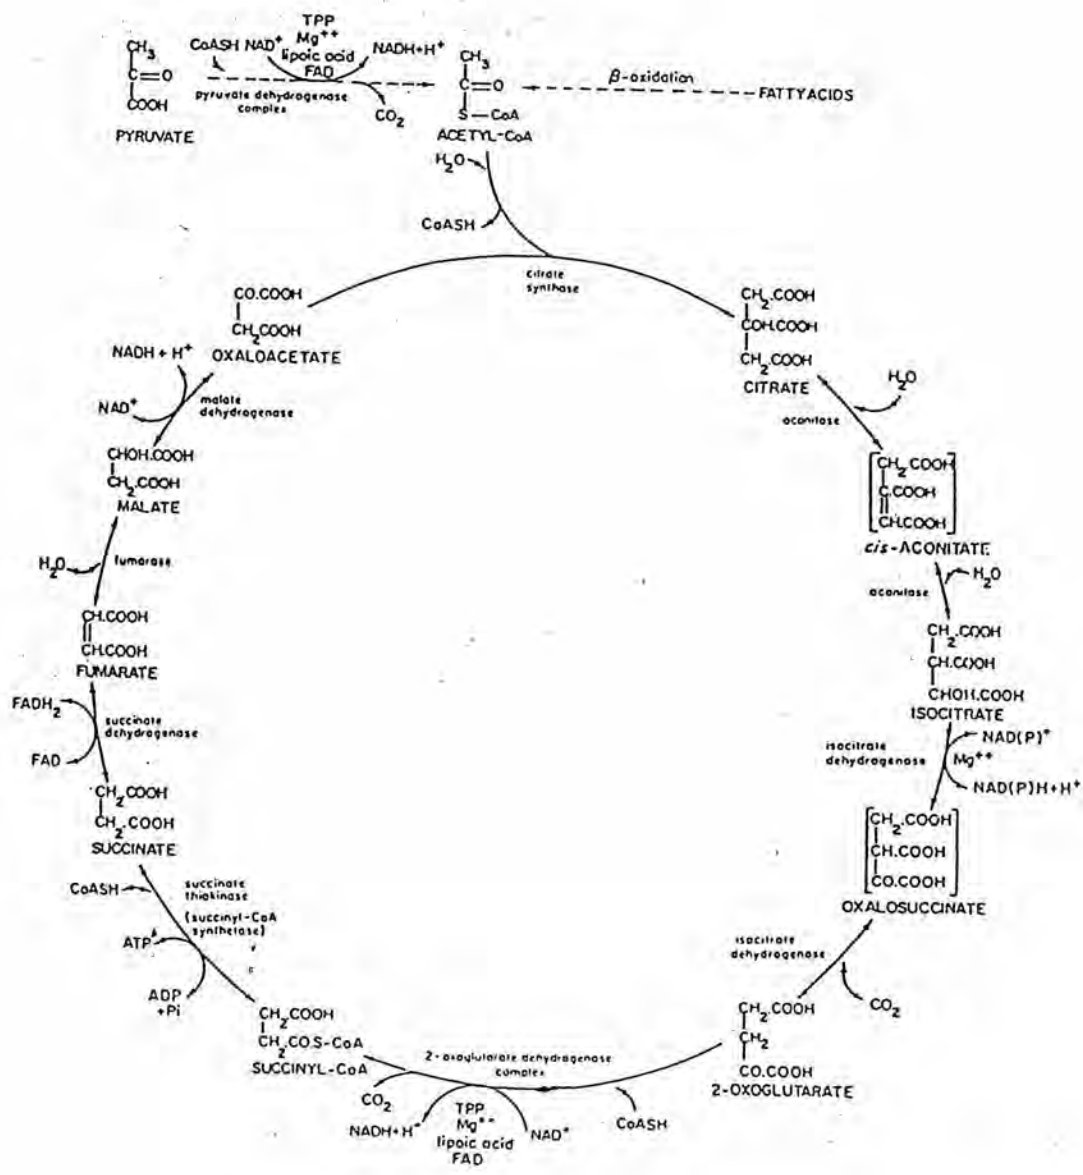 TPP
Mg++
lipoic acid
FAD
CoASH NAD+
NADH+H+
CH3
C=O
COOH
PYRUVATE
pyruvate dehydrogenase
complex
CO2
CH3
C=O
S-CoA
ACETYL-CoA
β-oxidation
FATTYACIDS
H2O
CoASH
citrate
synthase
CO.COOH
CH2COOH
OXALOACETATE
CH2.COOH
COH.COOH
CH2.COOH
CITRATE
H2O
aconitase
NADH + H+
NAD+
malate
dehydrogenase
CHOH.COOH
CH2.COOH
MALATE
[CH2.COOH
C.COOH
CH.COOH]
cis-ACONITATE
H2O
fumarase
H2O
aconitase
CH.COOH
CH.COOH
FUMARATE
CH2.COOH
CH.COOH
CHOH.COOH
ISOCITRATE
FADH2
succinate
dehydrogenase
FAD
isocitrate
dehydrogenase
NAD(P)+
Mg++
NAD(P)H+H+
CH2.COOH
CH2.COOH
SUCCINATE
[CH2.COOH
CH.COOH
CO.COOH]
OXALOSUCCINATE
CoASH
succinate
thiokinase
(succinyl-CoA
synthetase)
ATP
ADP
+Pi
isocitrate
dehydrogenase
CO2
CH2COOH
CH2.CO.S-CoA
SUCCINYL-CoA
CH2.COOH
CH2
CO.COOH
2-OXOGLUTARATE
2-oxoglutarate dehydrogenase
complex
CO2
NADH+H+
TPP
Mg++
lipoic acid
FAD
NAD+
CoASH